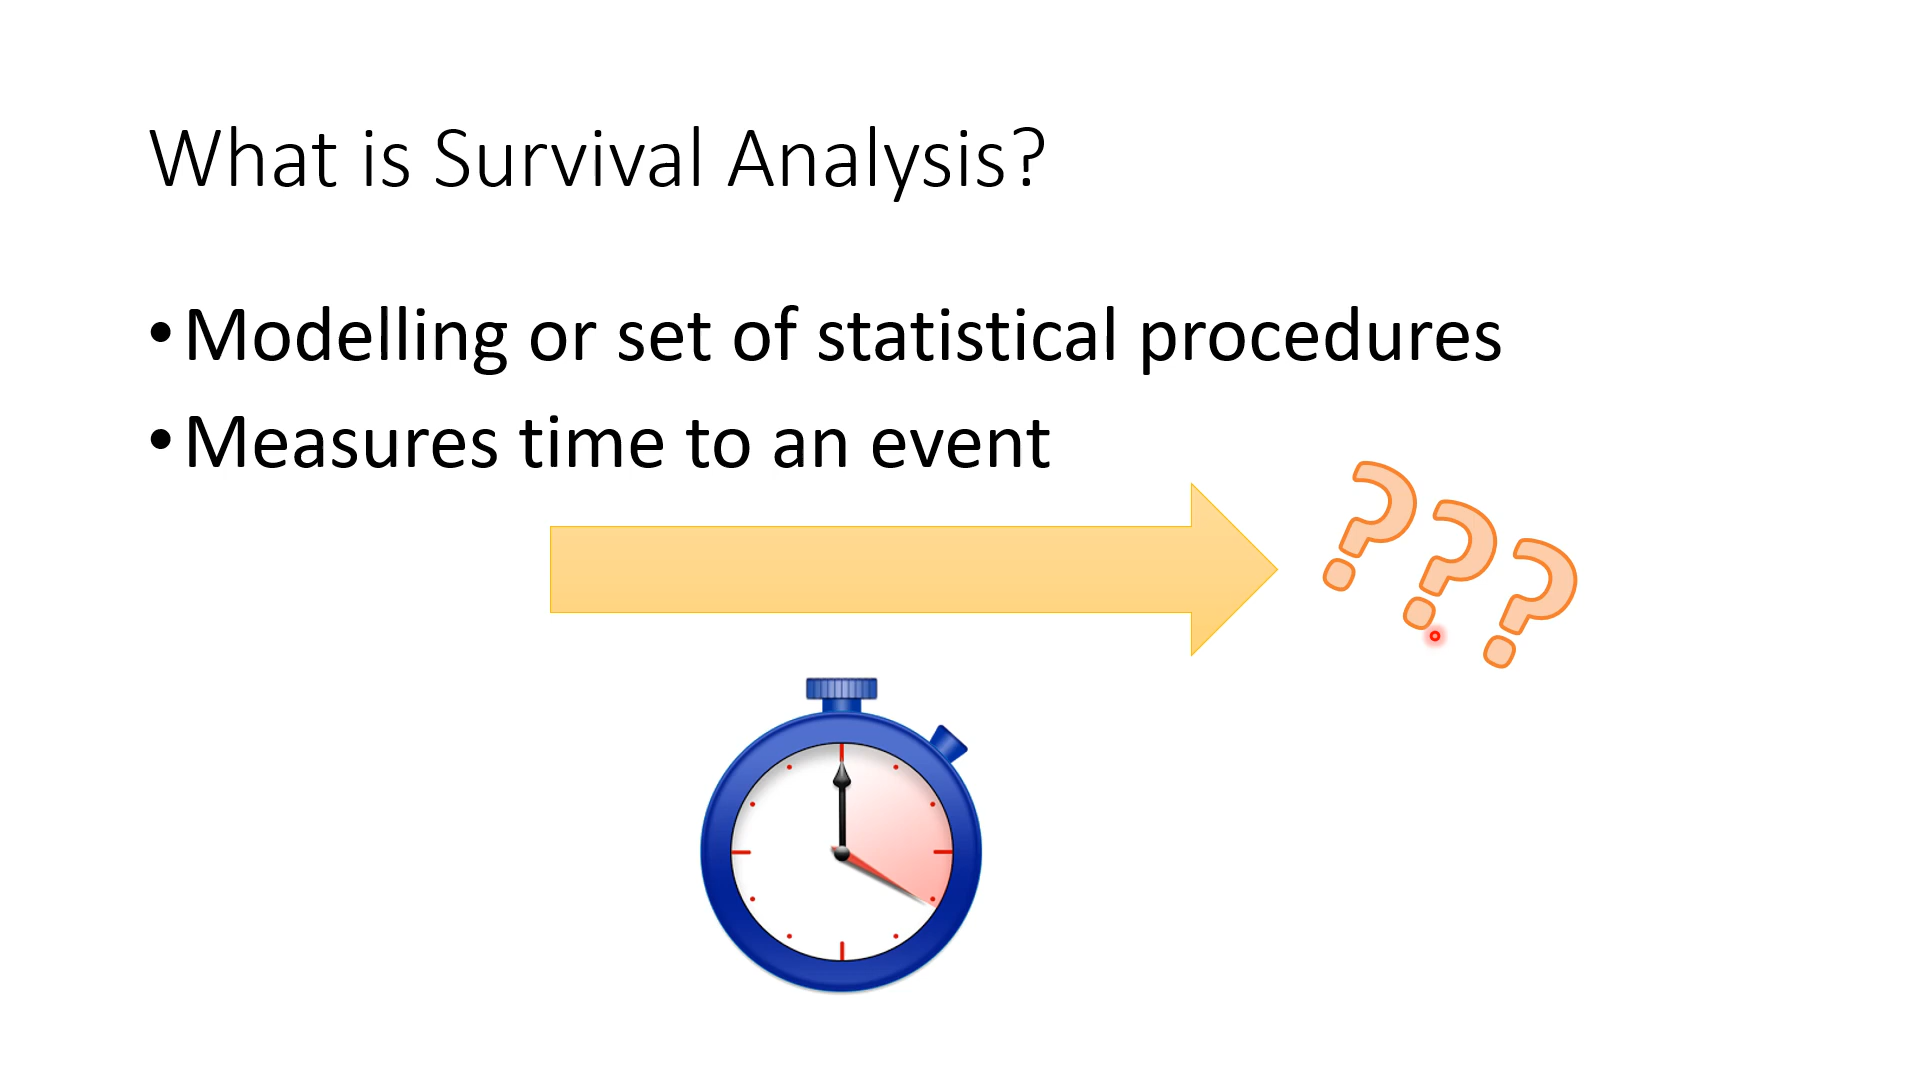 What is Survival Analysis?
•Modelling or set of statistical procedures
•Measures time to an event
???